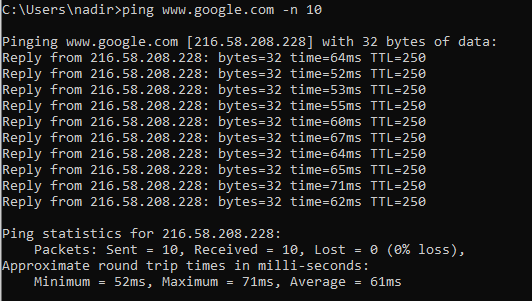 C:\Users\nadir>ping www.google.com -n 10
Pinging www.google.com [216.58.208.228] with 32 bytes of data:
Reply from 216.58.208.228: bytes=32 time=64ms TTL=250
Reply from 216.58.208.228: bytes=32 time=52ms TTL=250
Reply from 216.58.208.228: bytes=32 time=53ms TTL=250
Reply from 216.58.208.228: bytes=32 time=55ms TTL=250
Reply from 216.58.208.228: bytes=32 time=60ms TTL=250
Reply from 216.58.208.228: bytes=32 time=67ms TTL=250
Reply from 216.58.208.228: bytes=32 time=64ms TTL=250
Reply from 216.58.208.228: bytes=32 time=65ms TTL=250
Reply from 216.58.208.228: bytes=32 time=71ms TTL=250
Reply from 216.58.208.228: bytes=32 time=62ms TTL=250
Ping statistics for 216.58.208.228:
    Packets: Sent = 10, Received = 10, Lost = 0 (0% loss),
Approximate round trip times in milli-seconds:
    Minimum = 52ms, Maximum = 71ms, Average = 61ms